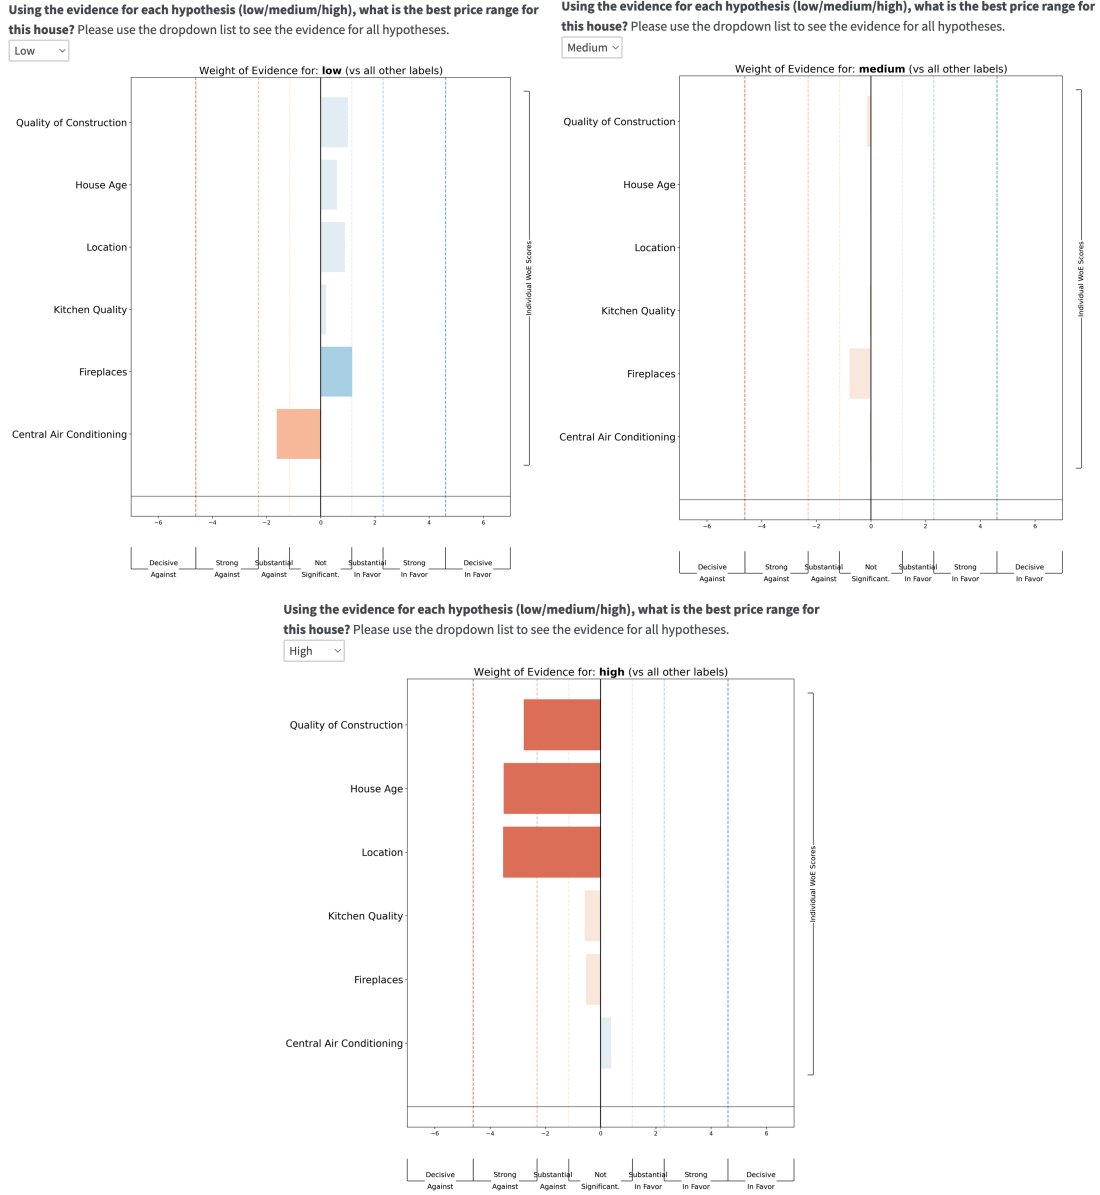 Using the evidence for each hypothesis (low/medium/high), what is the best price range for
this house? Please use the dropdown list to see the evidence for all hypotheses.
Low
Weight of Evidence for: low (vs all other labels)
Quality of Construction
House Age
Location
Kitchen Quality
Fireplaces
Central Air Conditioning
Individual WoE Scores
−6 −4 −2 0 2 4 6
Decisive Strong Substantial Not Substantial Strong Decisive
Against Against Against Significant. In Favor In Favor In Favor
Using the evidence for each hypothesis (low/medium/high), what is the best price range for
this house? Please use the dropdown list to see the evidence for all hypotheses.
Medium
Weight of Evidence for: medium (vs all other labels)
Quality of Construction
House Age
Location
Kitchen Quality
Fireplaces
Central Air Conditioning
Individual WoE Scores
−6 −4 −2 0 2 4 6
Decisive Strong Substantial Not Substantial Strong Decisive
Against Against Against Significant. In Favor In Favor In Favor
Using the evidence for each hypothesis (low/medium/high), what is the best price range for
this house? Please use the dropdown list to see the evidence for all hypotheses.
High
Weight of Evidence for: high (vs all other labels)
Quality of Construction
House Age
Location
Kitchen Quality
Fireplaces
Central Air Conditioning
Individual WoE Scores
−6 −4 −2 0 2 4 6
Decisive Strong Substantial Not Substantial Strong Decisive
Against Against Against Significant. In Favor In Favor In Favor